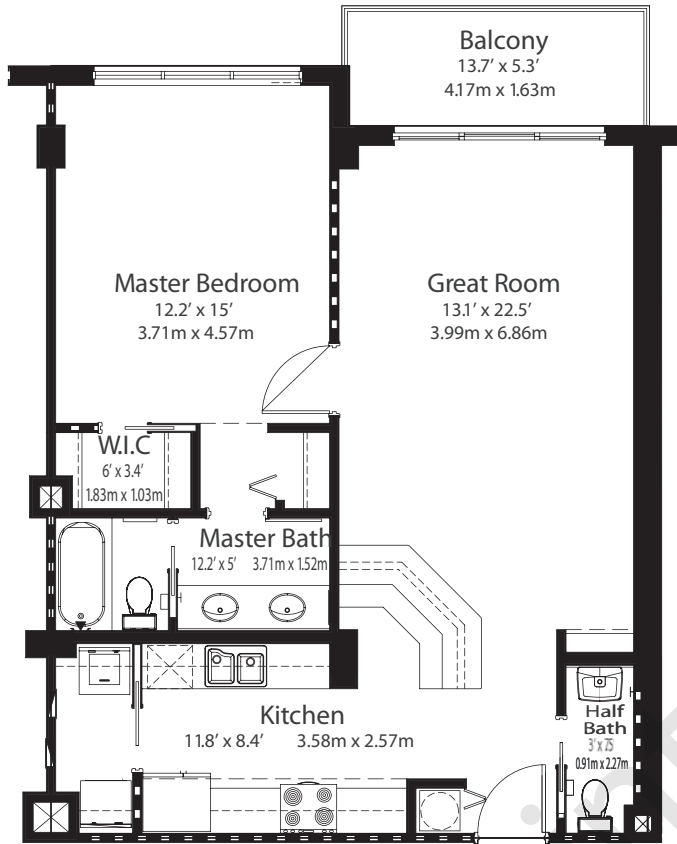 Balcony
13.7’ x 5.3’
4.17m x 1.63m
Master Bedroom
12.2’ x 15’
3.71m x 4.57m
Great Room
13.1’ x 22.5’
3.99m x 6.86m
W.I.C
6’ x 3.4’
1.83m x 1.03m
Master Bath
12.2’ x 5’ 3.71m x 1.52m
Kitchen
11.8’ x 8.4’ 3.58m x 2.57m
Half
Bath
3’ x 7.5
0.91m x 2.27m